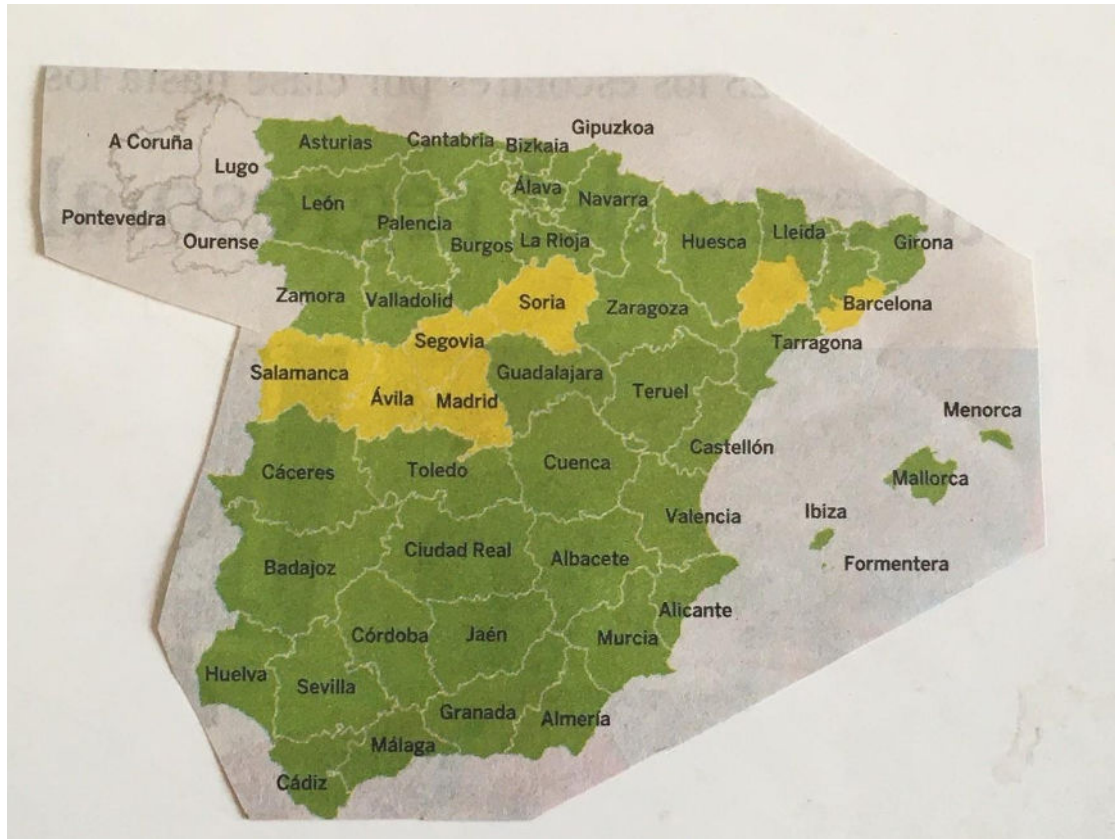 A Coruña
Lugo
Pontevedra
Ourense
Asturias
Cantabria
Bizkaia
Gipuzkoa
León
Palencia
Burgos
Álava
La Rioja
Navarra
Huesca
Lleida
Girona
Zamora
Valladolid
Soria
Zaragoza
Barcelona
Segovia
Tarragona
Salamanca
Ávila
Madrid
Guadalajara
Teruel
Menorca
Castellón
Cáceres
Toledo
Cuenca
Mallorca
Valencia
Ibiza
Badajoz
Ciudad Real
Albacete
Formentera
Alicante
Córdoba
Jaén
Murcia
Huelva
Sevilla
Granada
Almería
Málaga
Cádiz